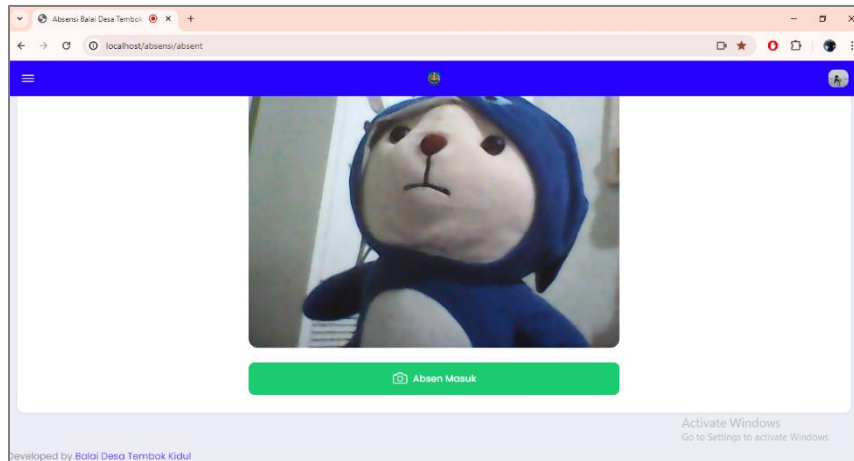 Absensi Balai Desa Tembok
localhost/absensi/absent
Absen Masuk
Activate Windows
Go to Settings to activate Windows.
Developed by Balai Desa Tembok Kidul